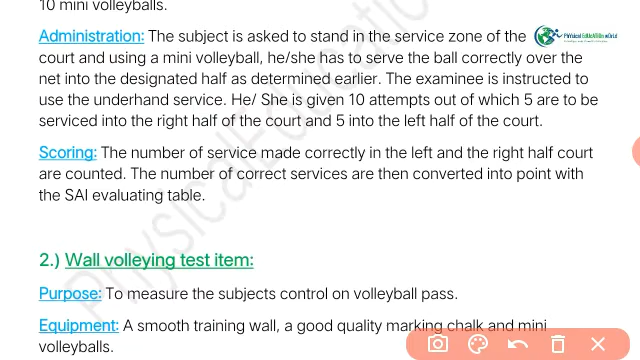 10 mini volleyballs.
Administration: The subject is asked to stand in the service zone of the
court and using a mini volleyball, he/she has to serve the ball correctly over the
net into the designated half as determined earlier. The examinee is instructed to
use the underhand service. He/ She is given 10 attempts out of which 5 are to be
serviced into the right half of the court and 5 into the left half of the court.
Physical Education World
Scoring: The number of service made correctly in the left and the right half court
are counted. The number of correct services are then converted into point with
the SAI evaluating table.
2.) Wall volleying test item:
Purpose: To measure the subjects control on volleyball pass.
Equipment: A smooth training wall, a good quality marking chalk and mini
volleyballs.
Physical Education